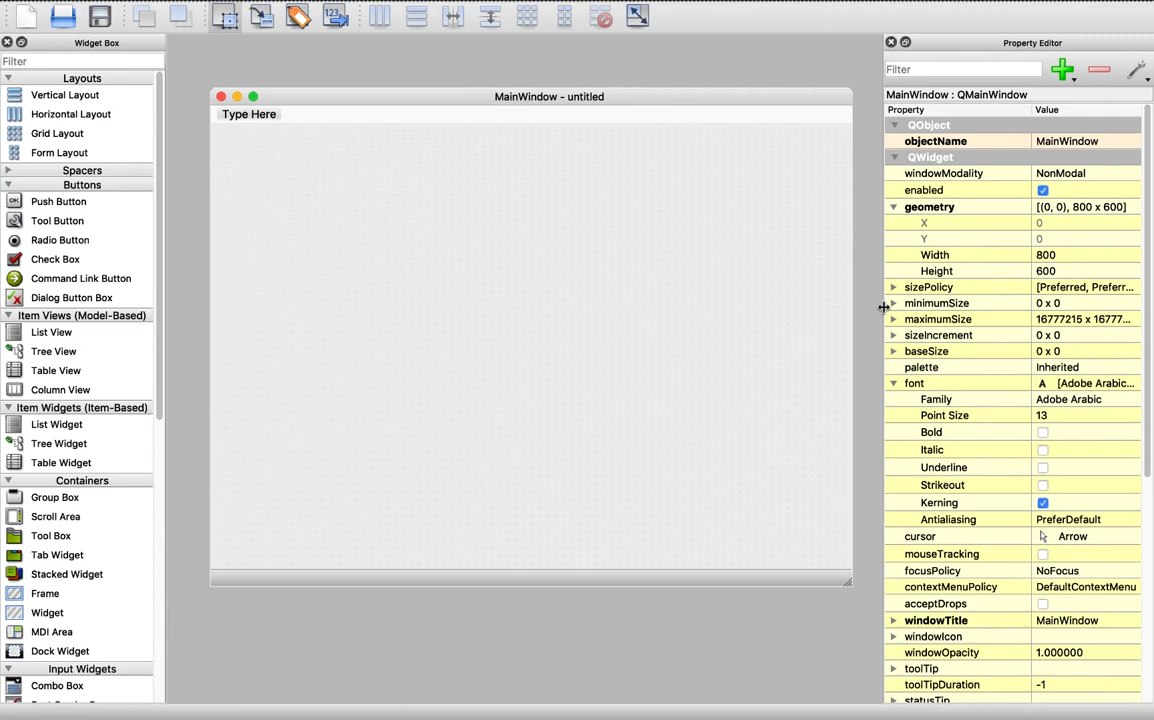 123
Widget Box
Filter
Layouts
Vertical Layout
Horizontal Layout
Grid Layout
Form Layout
Spacers
Buttons
OK Push Button
Tool Button
Radio Button
Check Box
Command Link Button
Dialog Button Box
Item Views (Model-Based)
List View
Tree View
Table View
Column View
Item Widgets (Item-Based)
List Widget
Tree Widget
Table Widget
Containers
Group Box
Scroll Area
Tool Box
Tab Widget
Stacked Widget
Frame
Widget
MDI Area
Dock Widget
Input Widgets
Combo Box
MainWindow - untitled
Type Here
Property Editor
Filter
MainWindow : QMainWindow
Property Value
QObject
objectName MainWindow
QWidget
windowModality NonModal
enabled
geometry [(0, 0), 800 x 600]
X 0
Y 0
Width 800
Height 600
sizePolicy [Preferred, Preferr...
minimumSize 0 x 0
maximumSize 16777215 x 16777...
sizeIncrement 0 x 0
baseSize 0 x 0
palette Inherited
font A [Adobe Arabic...
Family Adobe Arabic
Point Size 13
Bold
Italic
Underline
Strikeout
Kerning
Antialiasing PreferDefault
cursor Arrow
mouseTracking
focusPolicy NoFocus
contextMenuPolicy DefaultContextMenu
acceptDrops
windowTitle MainWindow
windowIcon
windowOpacity 1.000000
toolTip
toolTipDuration -1
statusTip